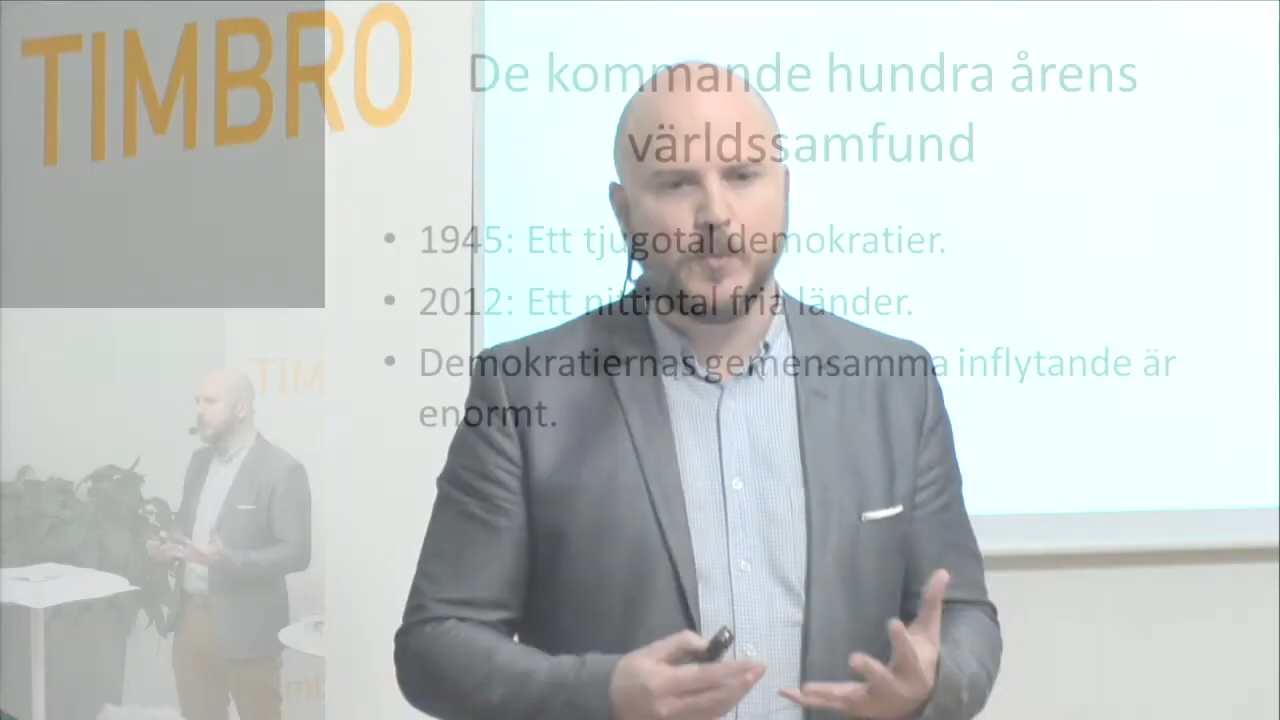 TIMBRO
De kommande hundra årens
världssamfund
• 1945: Ett tjugotal demokratier.
• 2012: Ett nittiotal fria länder.
• Demokratiernas gemensamma inflytande är
enormt.
TIM